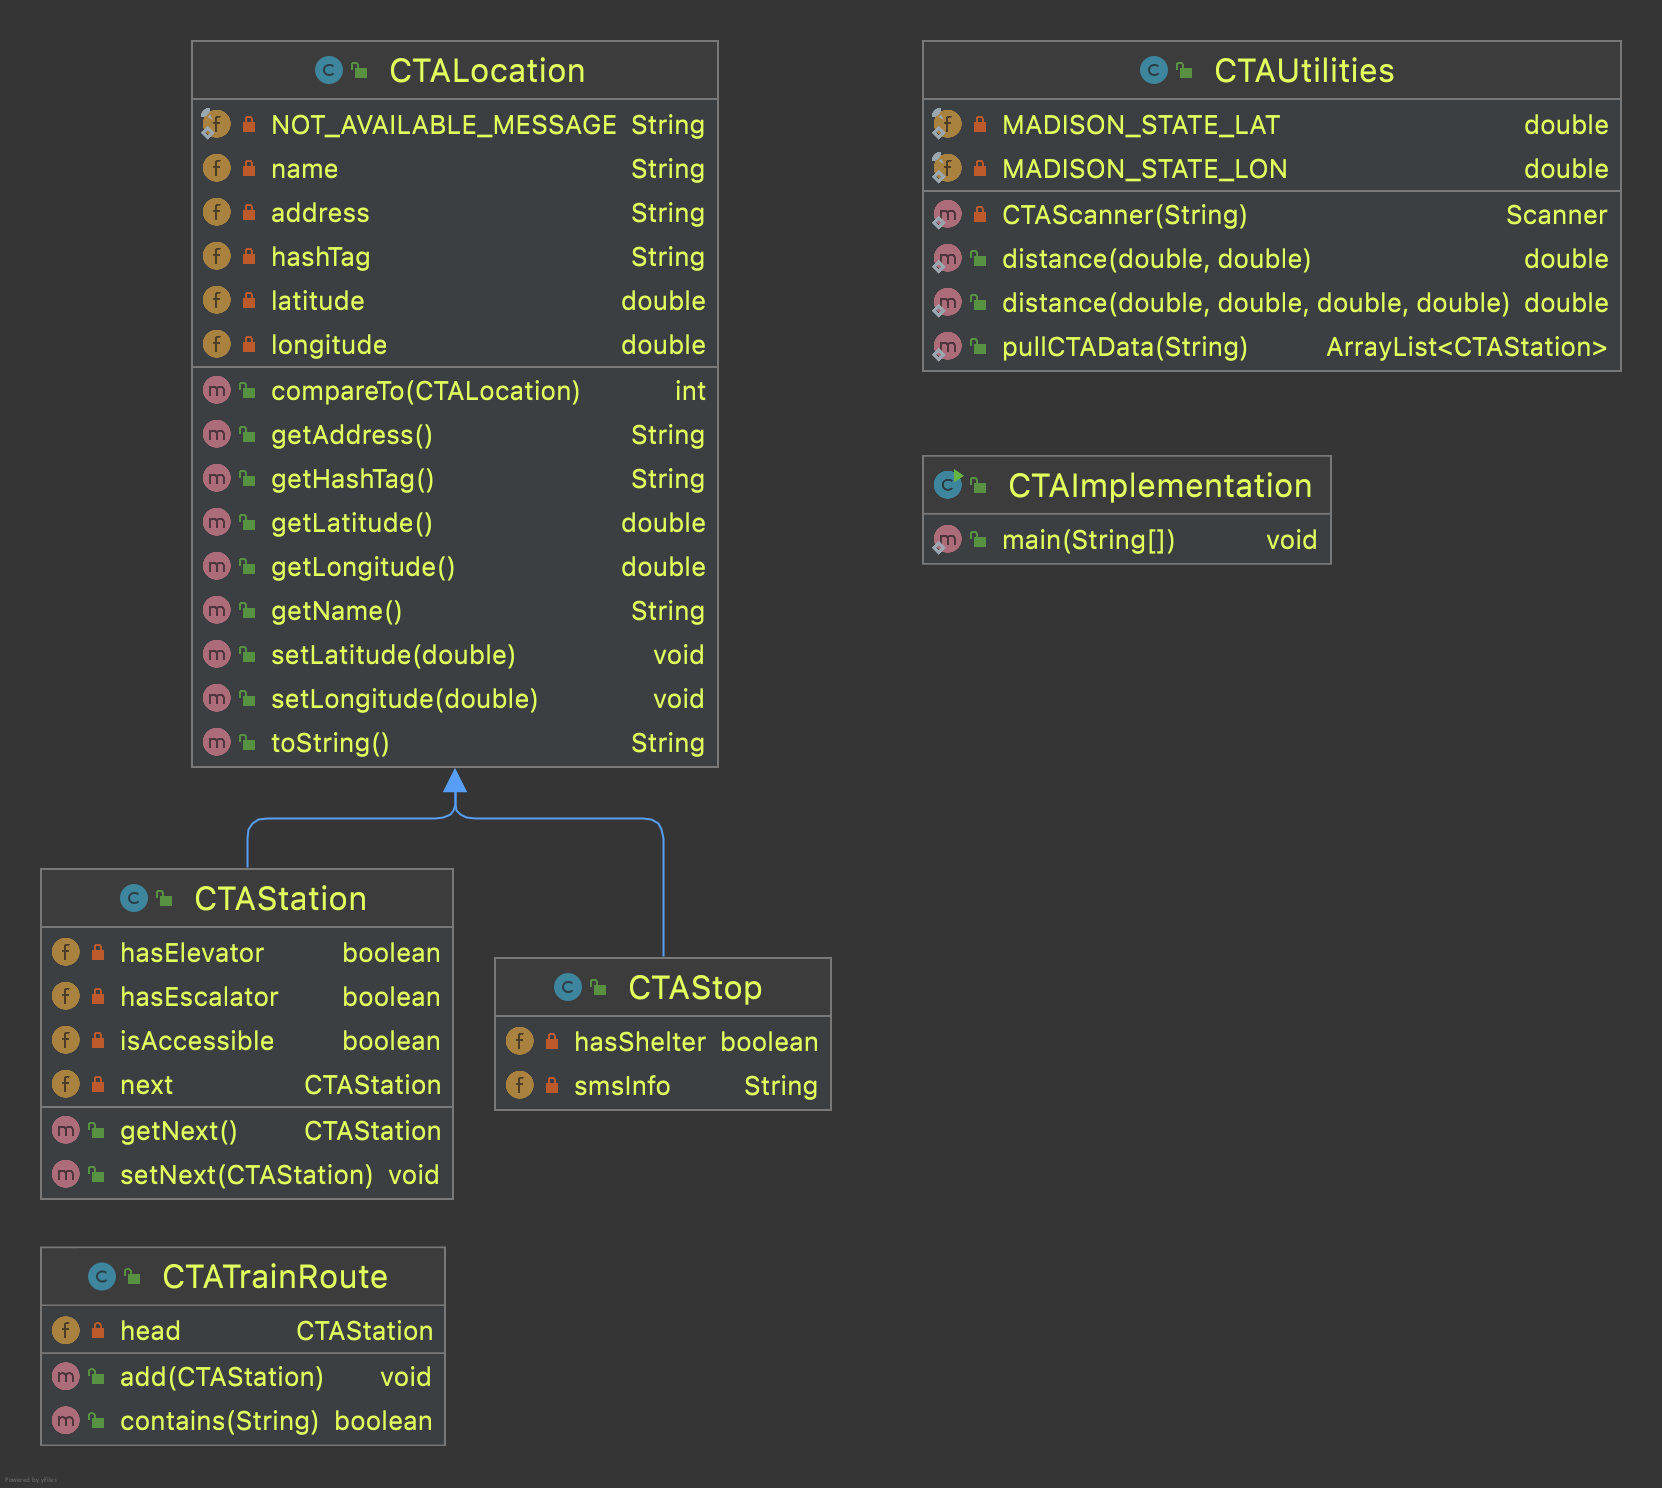 CTALocation
NOT_AVAILABLE_MESSAGE String
name String
address String
hashTag String
latitude double
longitude double
compareTo(CTALocation) int
getAddress() String
getHashTag() String
getLatitude() double
getLongitude() double
getName() String
setLatitude(double) void
setLongitude(double) void
toString() String
CTAUtilities
MADISON_STATE_LAT double
MADISON_STATE_LON double
CTAScanner(String) Scanner
distance(double, double) double
distance(double, double, double, double) double
pullCTAData(String) ArrayList<CTAStation>
CTAImplementation
main(String[]) void
CTAStation
hasElevator boolean
hasEscalator boolean
isAccessible boolean
next CTAStation
getNext() CTAStation
setNext(CTAStation) void
CTAStop
hasShelter boolean
smsInfo String
CTATrainRoute
head CTAStation
add(CTAStation) void
contains(String) boolean
Powered by yFiles